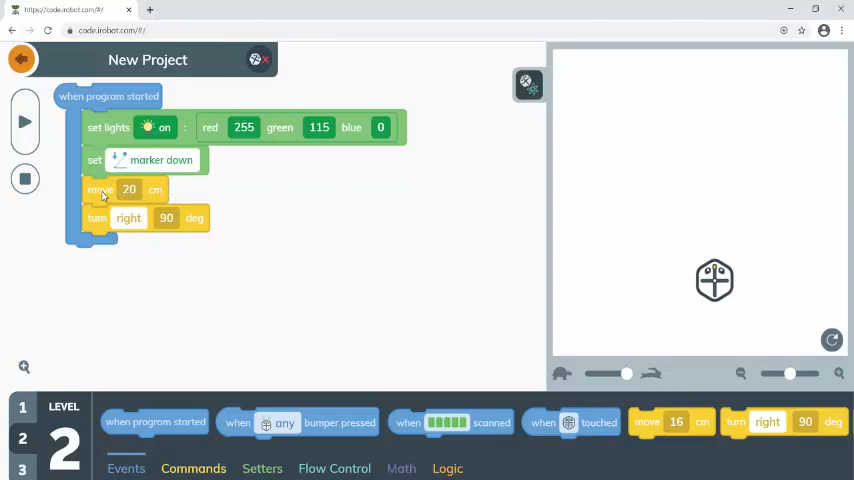 https://code.irobot.com/#/
code.irobot.com/#/
New Project
when program started
set lights on : red 255 green 115 blue 0
set marker down
move 20 cm
turn right 90 deg
1 LEVEL
2 2
3
when program started
when any bumper pressed
when scanned
when touched
move 16 cm
turn right 90 deg
Events Commands Setters Flow Control Math Logic